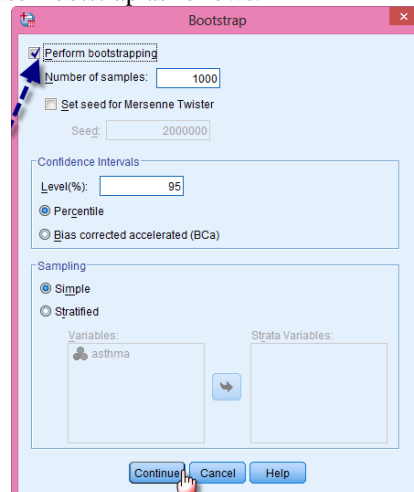 Bootstrap
Perform bootstrapping
Number of samples: 1000
Set seed for Mersenne Twister
Seed: 2000000
Confidence Intervals
Level(%): 95
Percentile
Bias corrected accelerated (BCa)
Sampling
Simple
Stratified
Variables: Strata Variables:
asthma
Continue Cancel Help